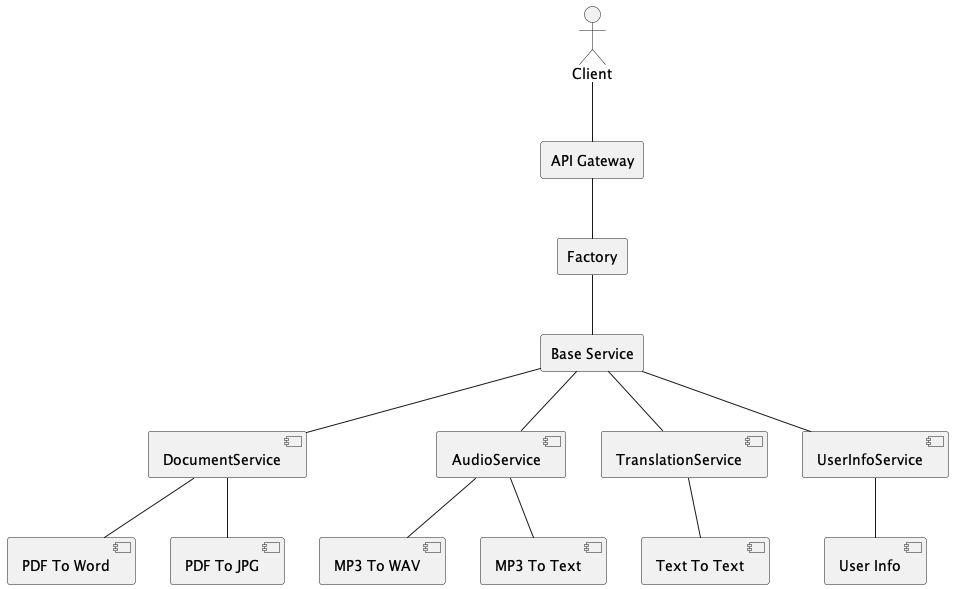 Client
API Gateway
Factory
Base Service
DocumentService
AudioService
TranslationService
UserInfoService
PDF To Word
PDF To JPG
MP3 To WAV
MP3 To Text
Text To Text
User Info